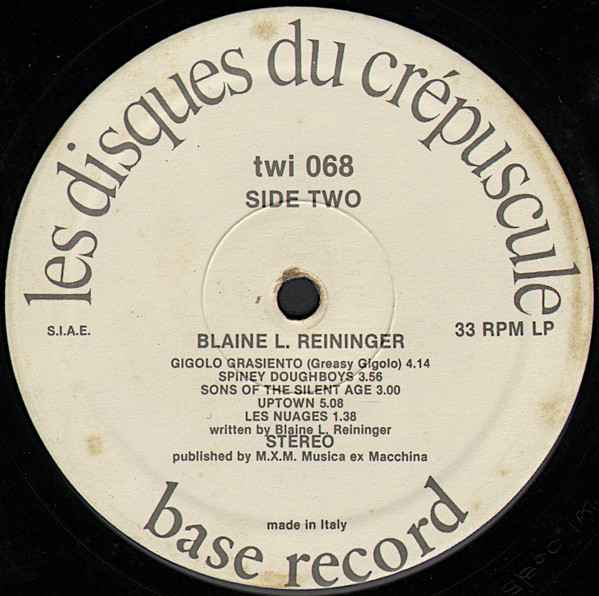 les disques du crépuscule
twi 068
SIDE TWO
S.I.A.E.
33 RPM LP
BLAINE L. REININGER
GIGOLO GRASIENTO (Greasy Gigolo) 4.14
SPINEY DOUGHBOYS 3.56
SONS OF THE SILENT AGE 3.00
UPTOWN 5.08
LES NUAGES 1.38
written by Blaine L. Reininger
STEREO
published by M.X.M. Musica ex Macchina
made in Italy
base record